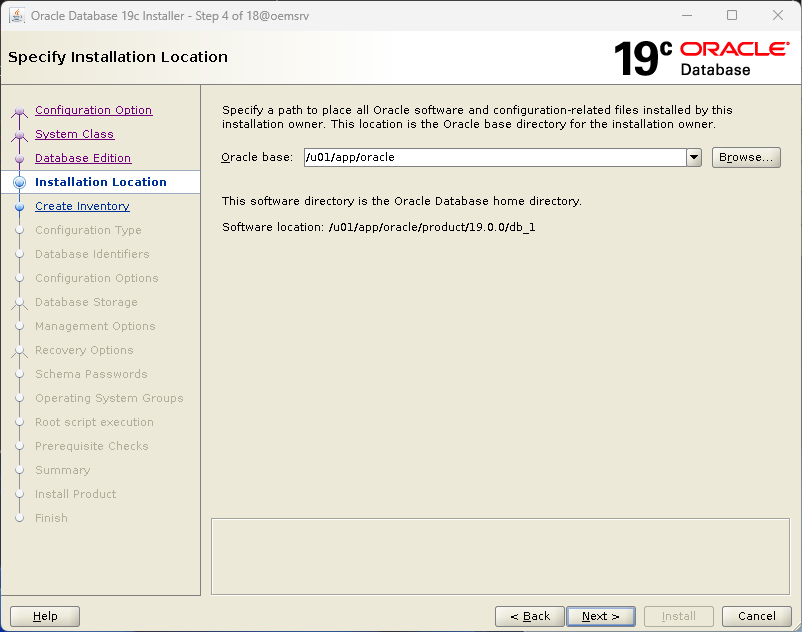 Oracle Database 19c Installer - Step 4 of 18@oemsrv
Specify Installation Location
19c ORACLE
Database
Configuration Option
System Class
Database Edition
Installation Location
Create Inventory
Configuration Type
Database Identifiers
Configuration Options
Database Storage
Management Options
Recovery Options
Schema Passwords
Operating System Groups
Root script execution
Prerequisite Checks
Summary
Install Product
Finish
Specify a path to place all Oracle software and configuration-related files installed by this
installation owner. This location is the Oracle base directory for the installation owner.
Oracle base: /u01/app/oracle Browse...
This software directory is the Oracle Database home directory.
Software location: /u01/app/oracle/product/19.0.0/db_1
Help < Back Next > Install Cancel